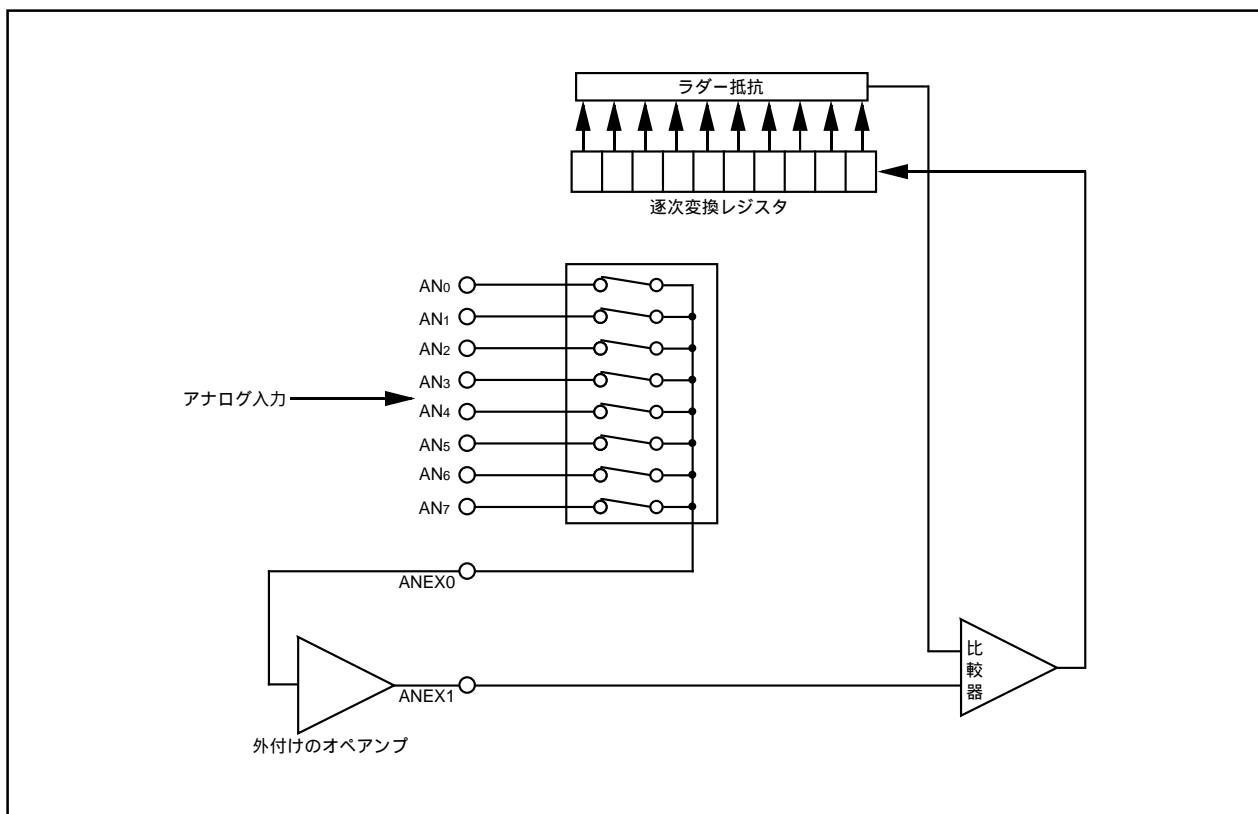 ラダー抵抗
逐次変換レジスタ
AN0
AN1
AN2
AN3
アナログ入力
AN4
AN5
AN6
AN7
ANEX0
比較器
ANEX1
外付けのオペアンプ